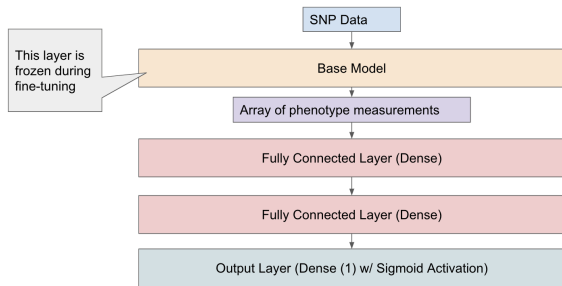 SNP Data
This layer is
frozen during
fine-tuning
Base Model
Array of phenotype measurements
Fully Connected Layer (Dense)
Fully Connected Layer (Dense)
Output Layer (Dense (1) w/ Sigmoid Activation)